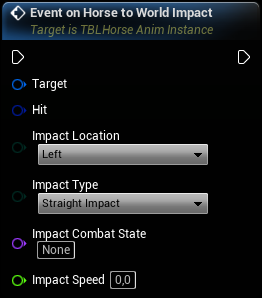 Event on Horse to World Impact
Target is TBLHorse Anim Instance
Target
Hit
Impact Location
Left
Impact Type
Straight Impact
Impact Combat State
None
Impact Speed 0,0